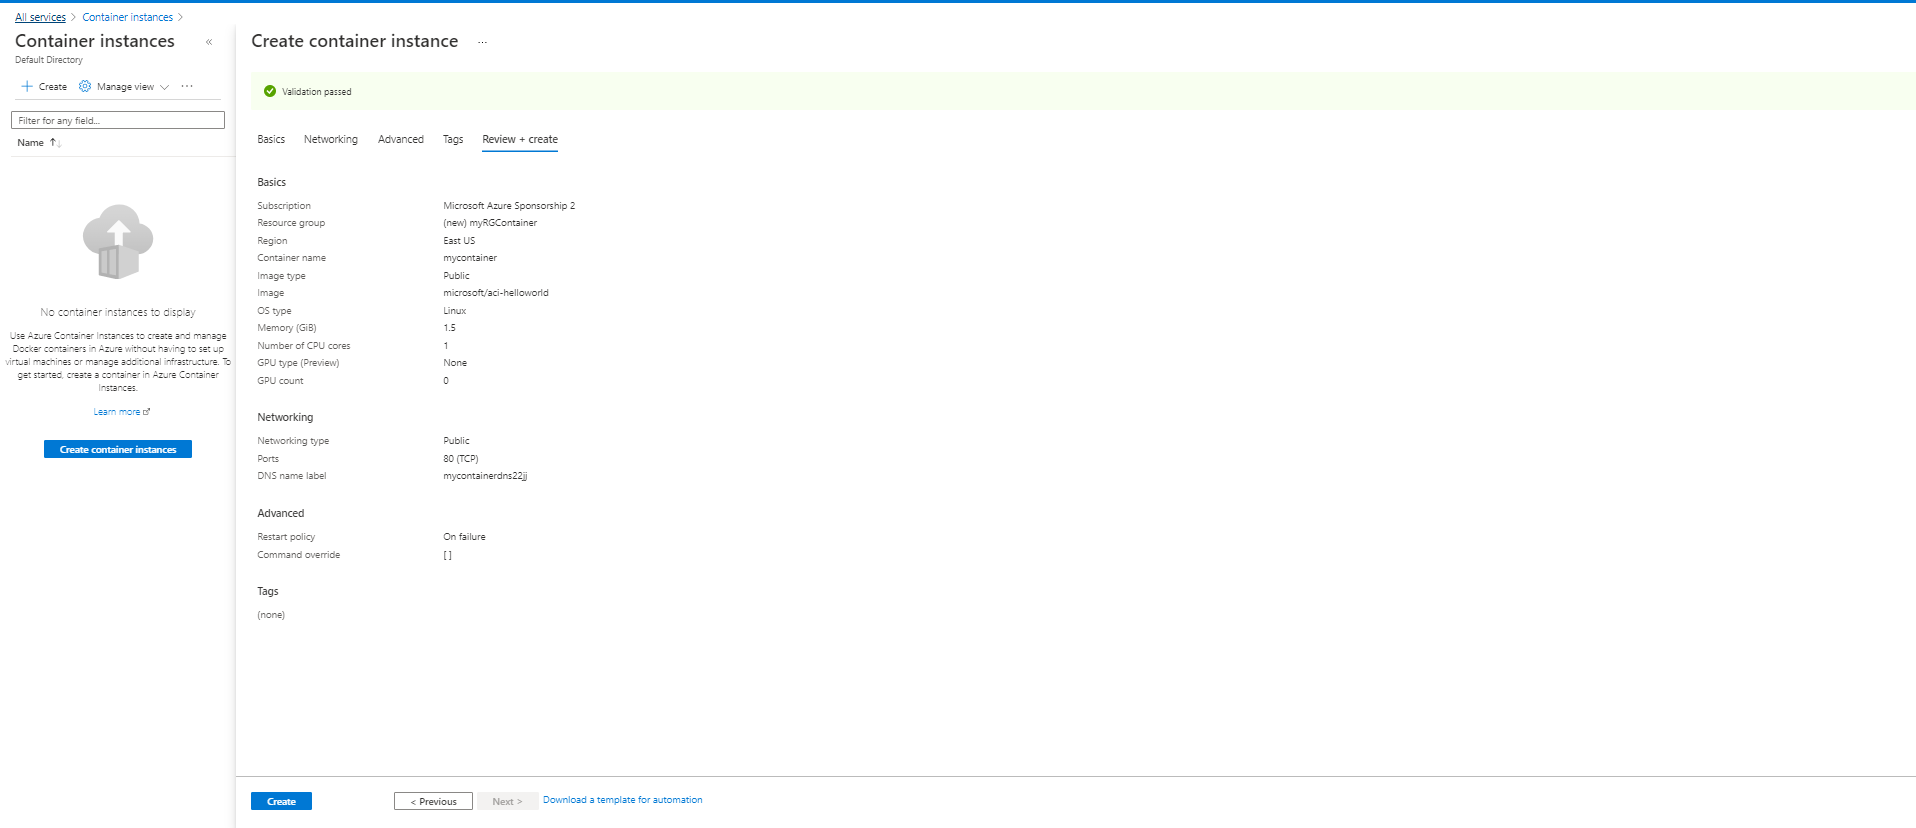 All services > Container instances >
Container instances «
Default Directory
+ Create Manage view ...
Filter for any field...
Name ↑↓
No container instances to display
Use Azure Container Instances to create and manage
Docker containers in Azure without having to set up
virtual machines or manage additional infrastructure. To
get started, create a container in Azure Container
Instances.
Learn more
Create container instances
Create container instance ...
Validation passed
Basics Networking Advanced Tags Review + create
Basics
Subscription Microsoft Azure Sponsorship 2
Resource group (new) myRGContainer
Region East US
Container name mycontainer
Image type Public
Image microsoft/aci-helloworld
OS type Linux
Memory (GiB) 1.5
Number of CPU cores 1
GPU type (Preview) None
GPU count 0
Networking
Networking type Public
Ports 80 (TCP)
DNS name label mycontainerdns22jj
Advanced
Restart policy On failure
Command override [ ]
Tags
(none)
Create < Previous Next > Download a template for automation